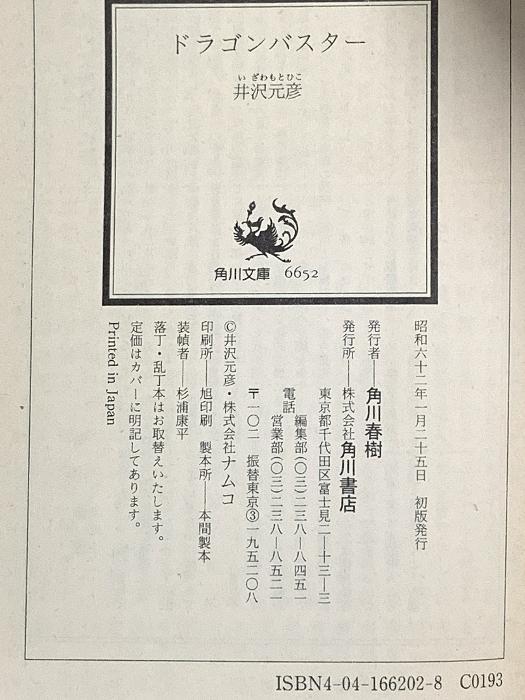 ドラゴンバスター
いざわもとひこ
井沢元彦
角川文庫 6652
昭和六十二年一月二十五日 初版発行
発行者――角川春樹
発行所――株式会社角川書店
東京都千代田区富士見二―十三―三
電話 編集部(〇三)二三八―八四五一
営業部(〇三)二三八―八五二一
〒一〇二 振替東京③一九五二〇八
©井沢元彦・株式会社ナムコ
印刷所――旭印刷 製本所――本間製本
装幀者――杉浦康平
落丁・乱丁本はお取替えいたします。
定価はカバーに明記してあります。
Printed in Japan
ISBN4-04-166202-8 C0193